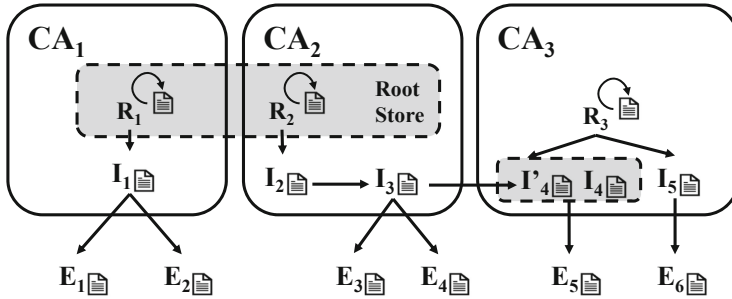 CA₁ CA₂ CA₃
Root
Store
R₁ R₂ R₃
I₁ I₂ I₃ I'₄ I₄ I₅
E₁ E₂ E₃ E₄ E₅ E₆